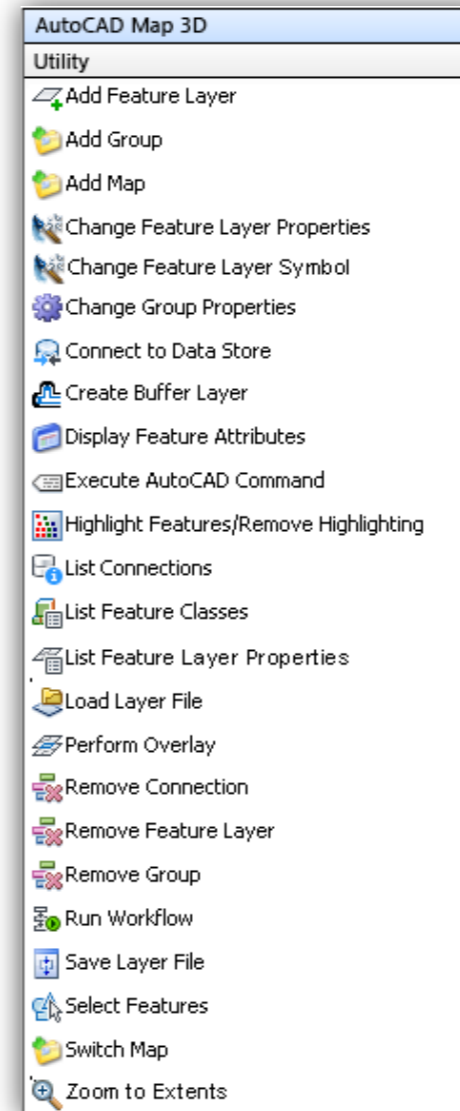 AutoCAD Map 3D
Utility
Add Feature Layer
Add Group
Add Map
Change Feature Layer Properties
Change Feature Layer Symbol
Change Group Properties
Connect to Data Store
Create Buffer Layer
Display Feature Attributes
Execute AutoCAD Command
Highlight Features/Remove Highlighting
List Connections
List Feature Classes
List Feature Layer Properties
Load Layer File
Perform Overlay
Remove Connection
Remove Feature Layer
Remove Group
Run Workflow
Save Layer File
Select Features
Switch Map
Zoom to Extents